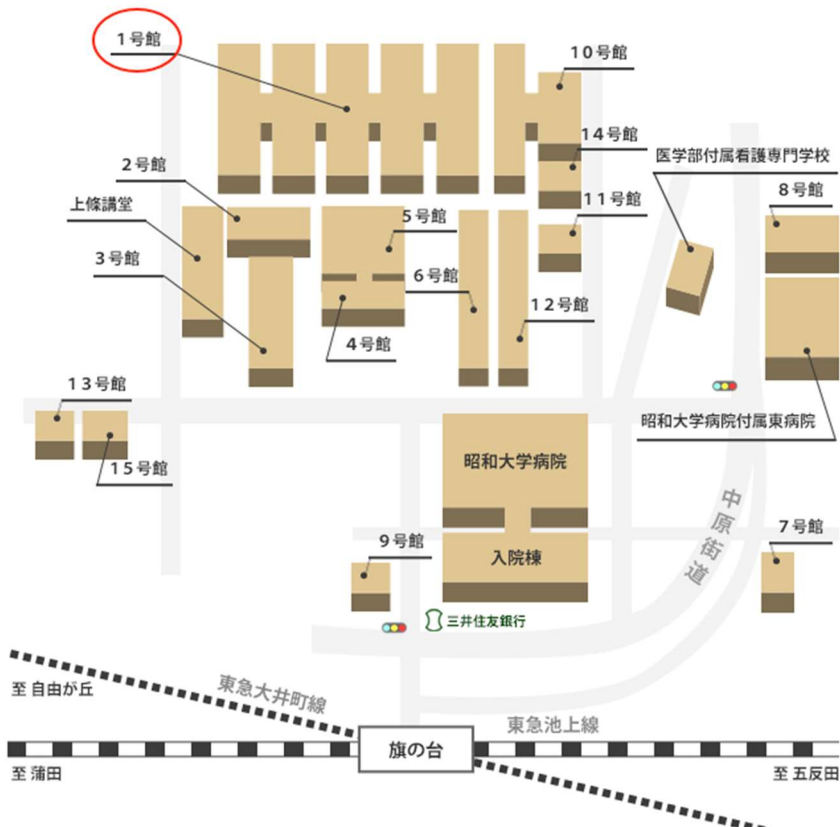 1号館
10号館
14号館
医学部付属看護専門学校
2号館
8号館
上條講堂
11号館
5号館
3号館
6号館
12号館
4号館
13号館
昭和大学病院付属東病院
15号館
昭和大学病院
中原街道
7号館
9号館
入院棟
三井住友銀行
至 自由が丘
東急大井町線
東急池上線
旗の台
至 蒲田
至 五反田